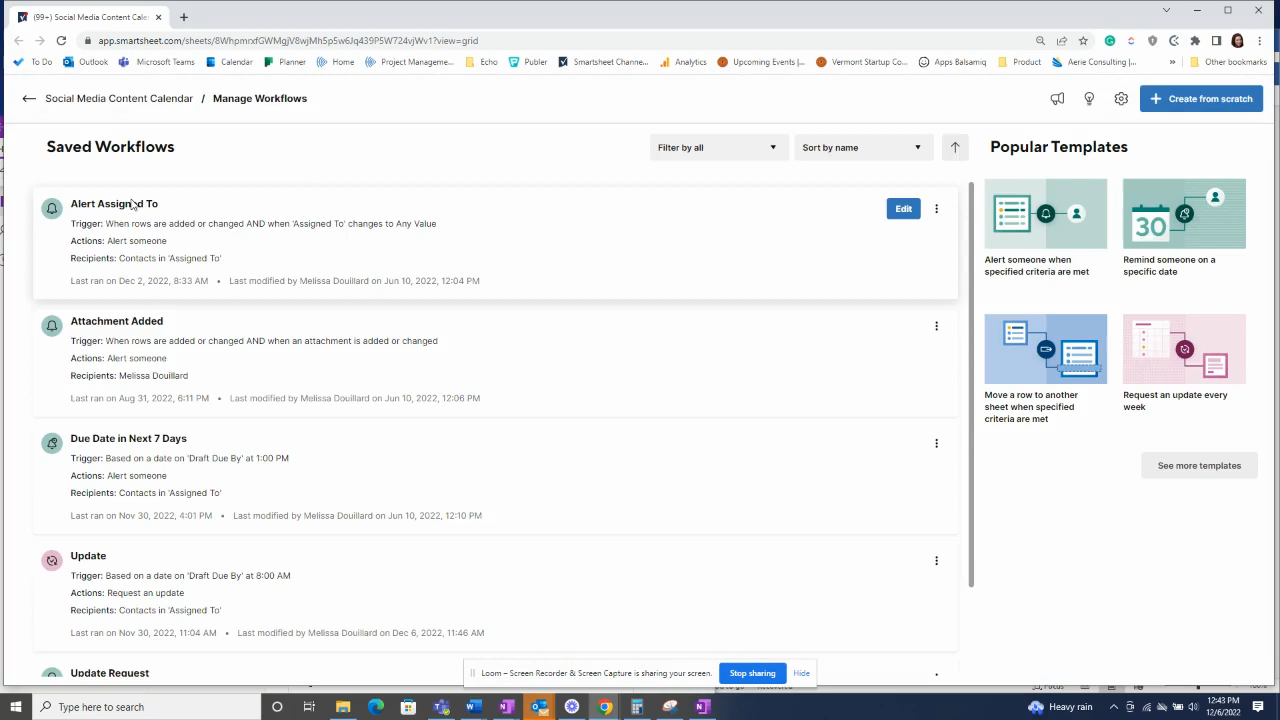 (99+) Social Media Content Cale
app.smartsheet.com/sheets/8WhpmrxfGWMgjV8wjMh5p5w6Jq439P5W724vjWv1?view=grid
To Do Outlook Microsoft Teams Calendar Planner Home Project Manageme... Echo Publer Smartsheet Channe... Analytics Upcoming Events |... Vermont Startup Co... Apps Balsamiq Product Aerie Consulting |... » Other bookmarks
Social Media Content Calendar / Manage Workflows
Create from scratch
Saved Workflows
Filter by all
Sort by name
Popular Templates
Alert Assigned To
Trigger: When rows are added or changed AND when 'Assigned To' changes to Any Value
Actions: Alert someone
Recipients: Contacts in 'Assigned To'
Last ran on Dec 2, 2022, 8:33 AM • Last modified by Melissa Douillard on Jun 10, 2022, 12:04 PM
Edit
Attachment Added
Trigger: When rows are added or changed AND when an attachment is added or changed
Actions: Alert someone
Recipients: Melissa Douillard
Last ran on Aug 31, 2022, 6:11 PM • Last modified by Melissa Douillard on Jun 10, 2022, 12:06 PM
Due Date in Next 7 Days
Trigger: Based on a date on 'Draft Due By' at 1:00 PM
Actions: Alert someone
Recipients: Contacts in 'Assigned To'
Last ran on Nov 30, 2022, 4:01 PM • Last modified by Melissa Douillard on Jun 10, 2022, 12:10 PM
Update
Trigger: Based on a date on 'Draft Due By' at 8:00 AM
Actions: Request an update
Recipients: Contacts in 'Assigned To'
Last ran on Nov 30, 2022, 11:04 AM • Last modified by Melissa Douillard on Dec 6, 2022, 11:46 AM
Update Request
30
Alert someone when
specified criteria are met
Remind someone on a
specific date
Move a row to another
sheet when specified
criteria are met
Request an update every
week
See more templates
Loom – Screen Recorder & Screen Capture is sharing your screen.
Stop sharing
Hide
Type here to search
Heavy rain
12:43 PM
12/6/2022